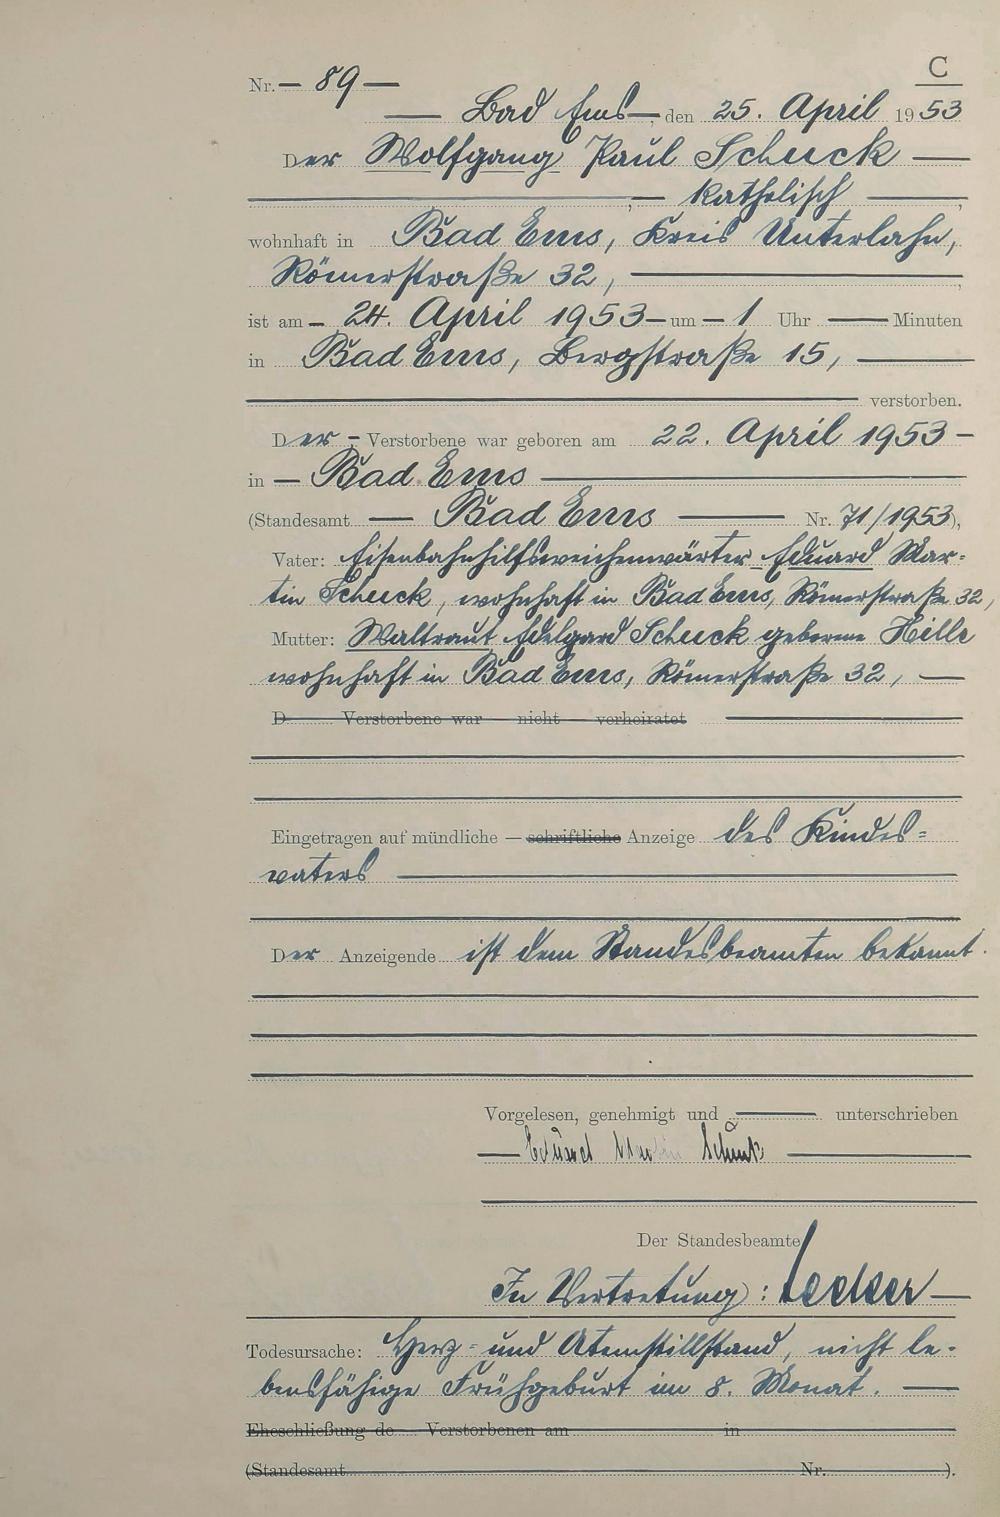 C
Nr. — 89 —
— Bad Ems —, den 25. April 1953
Der Wolfgang Paul Schuck —
—, — katholisch —,
wohnhaft in Bad Ems, Kreis Unterlahn,
Römerstraße 32, —,
ist am — 24. April 1953 — um — 1 Uhr — Minuten
in Bad Ems, Bergstraße 15, —
— verstorben.
Der — Verstorbene war geboren am 22. April 1953 —
in — Bad Ems —
(Standesamt — Bad Ems — Nr. 71/1953),
Vater: Eisenbahnhilfsweichenwärter Eduard Mar-
tin Schuck, wohnhaft in Bad Ems, Römerstraße 32,
Mutter: Waltraut Edelgard Schuck geborene Hille
wohnhaft in Bad Ems, Römerstraße 32, —
D Verstorbene war nicht verheiratet —
Eingetragen auf mündliche — schriftliche Anzeige des Kindes-
vaters —
Der Anzeigende ist dem Standesbeamten bekannt.
Vorgelesen, genehmigt und — unterschrieben
— Eduard Martin Schuck —
Der Standesbeamte
In Vertretung: —
Todesursache: Herz- und Atemstillstand, nicht le-
bensfähige Frühgeburt im 8. Monat. —
Eheschließung de Verstorbenen am in
(Standesamt Nr. ).